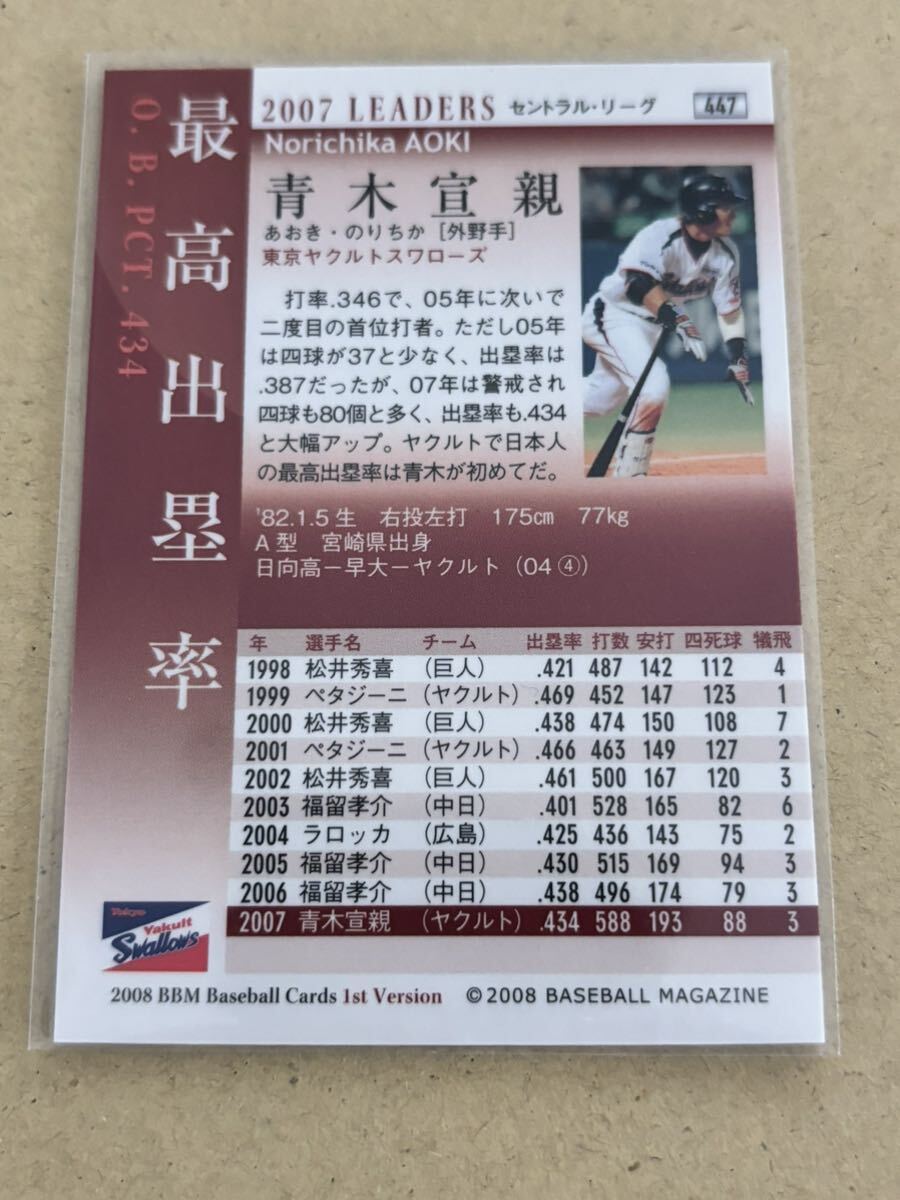 2007 LEADERS セントラル・リーグ 447
Norichika AOKI
最高出塁率
O. B. PCT. 434
青木宣親
あおき・のりちか [外野手]
東京ヤクルトスワローズ
打率.346で、05年に次いで
二度目の首位打者。ただし05年
は四球が37と少なく、出塁率は
.387だったが、07年は警戒され
四球も80個と多く、出塁率も.434
と大幅アップ。ヤクルトで日本人
の最高出塁率は青木が初めてだ。
'82.1.5生 右投左打 175cm 77kg
A型 宮崎県出身
日向高－早大－ヤクルト (04④)
年 選手名 チーム 出塁率 打数 安打 四死球 犠飛
1998 松井秀喜 (巨人) .421 487 142 112 4
1999 ペタジーニ (ヤクルト) .469 452 147 123 1
2000 松井秀喜 (巨人) .438 474 150 108 7
2001 ペタジーニ (ヤクルト) .466 463 149 127 2
2002 松井秀喜 (巨人) .461 500 167 120 3
2003 福留孝介 (中日) .401 528 165 82 6
2004 ラロッカ (広島) .425 436 143 75 2
2005 福留孝介 (中日) .430 515 169 94 3
2006 福留孝介 (中日) .438 496 174 79 3
2007 青木宣親 (ヤクルト) .434 588 193 88 3
Tokyo
Yakult
Swallows
2008 BBM Baseball Cards 1st Version ©2008 BASEBALL MAGAZINE